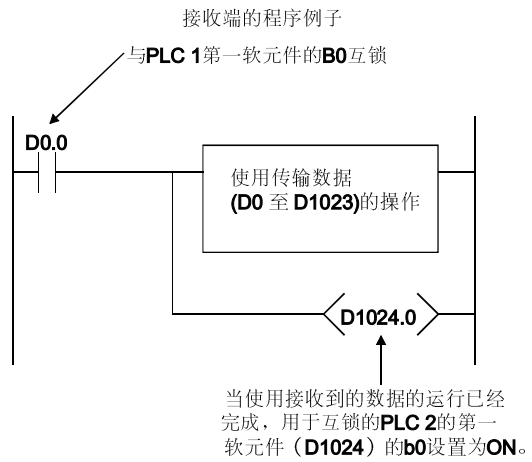 接收端的程序例子
与PLC 1第一软元件的B0互锁
D0.0
使用传输数据
(D0 至 D1023)的操作
D1024.0
当使用接收到的数据的运行已经
完成，用于互锁的PLC 2的第一
软元件（D1024）的b0设置为ON。